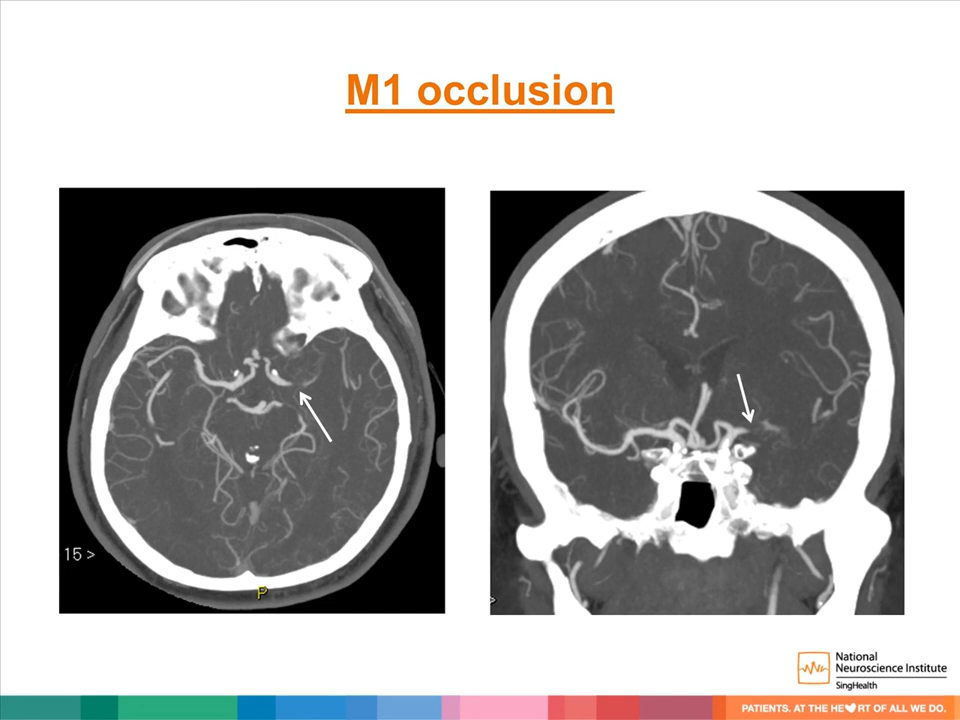 M1 occlusion
15 >
P
>
National
Neuroscience Institute
SingHealth
PATIENTS. AT THE HE♥RT OF ALL WE DO.